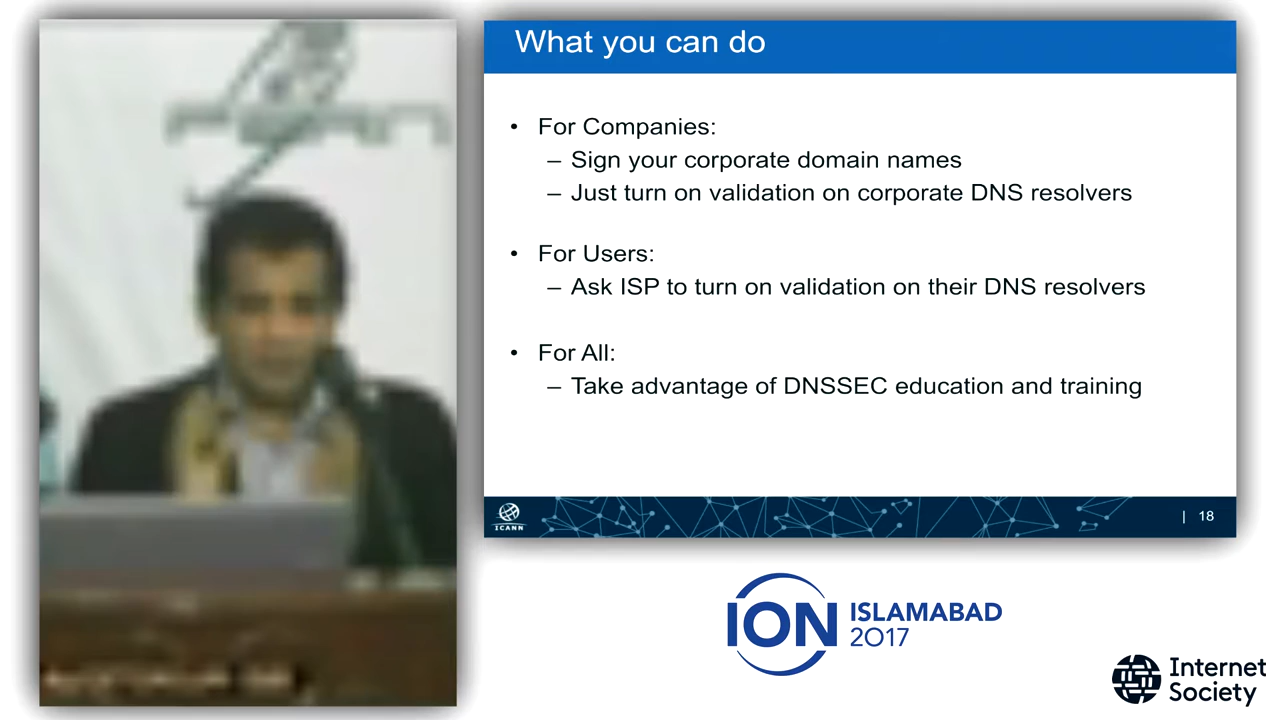 What you can do
• For Companies:
– Sign your corporate domain names
– Just turn on validation on corporate DNS resolvers
• For Users:
– Ask ISP to turn on validation on their DNS resolvers
• For All:
– Take advantage of DNSSEC education and training
ICANN
| 18
ION ISLAMABAD
2017
Internet
Society